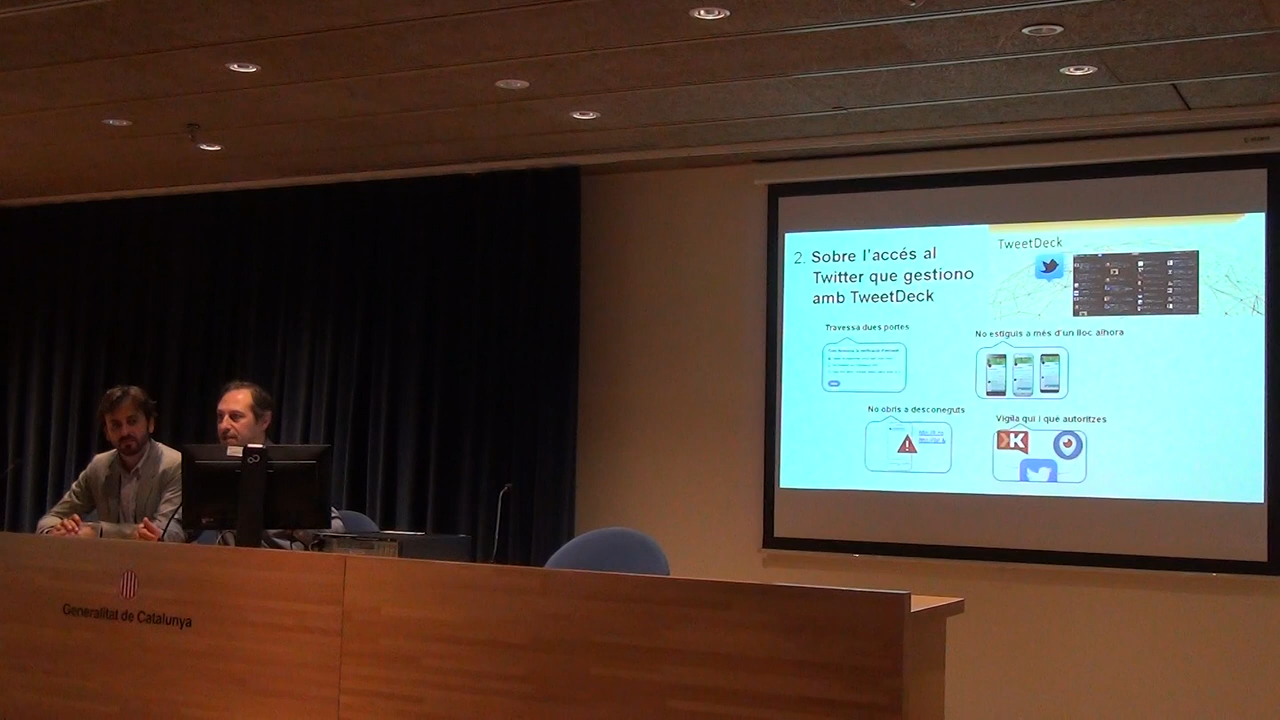 2. Sobre l'accés al
Twitter que gestiono
amb TweetDeck
TweetDeck
Travessa dues portes
No estiguis a més d'un lloc alhora
No obris a desconeguts
Vigila qui i què autoritzes
K
Generalitat de Catalunya